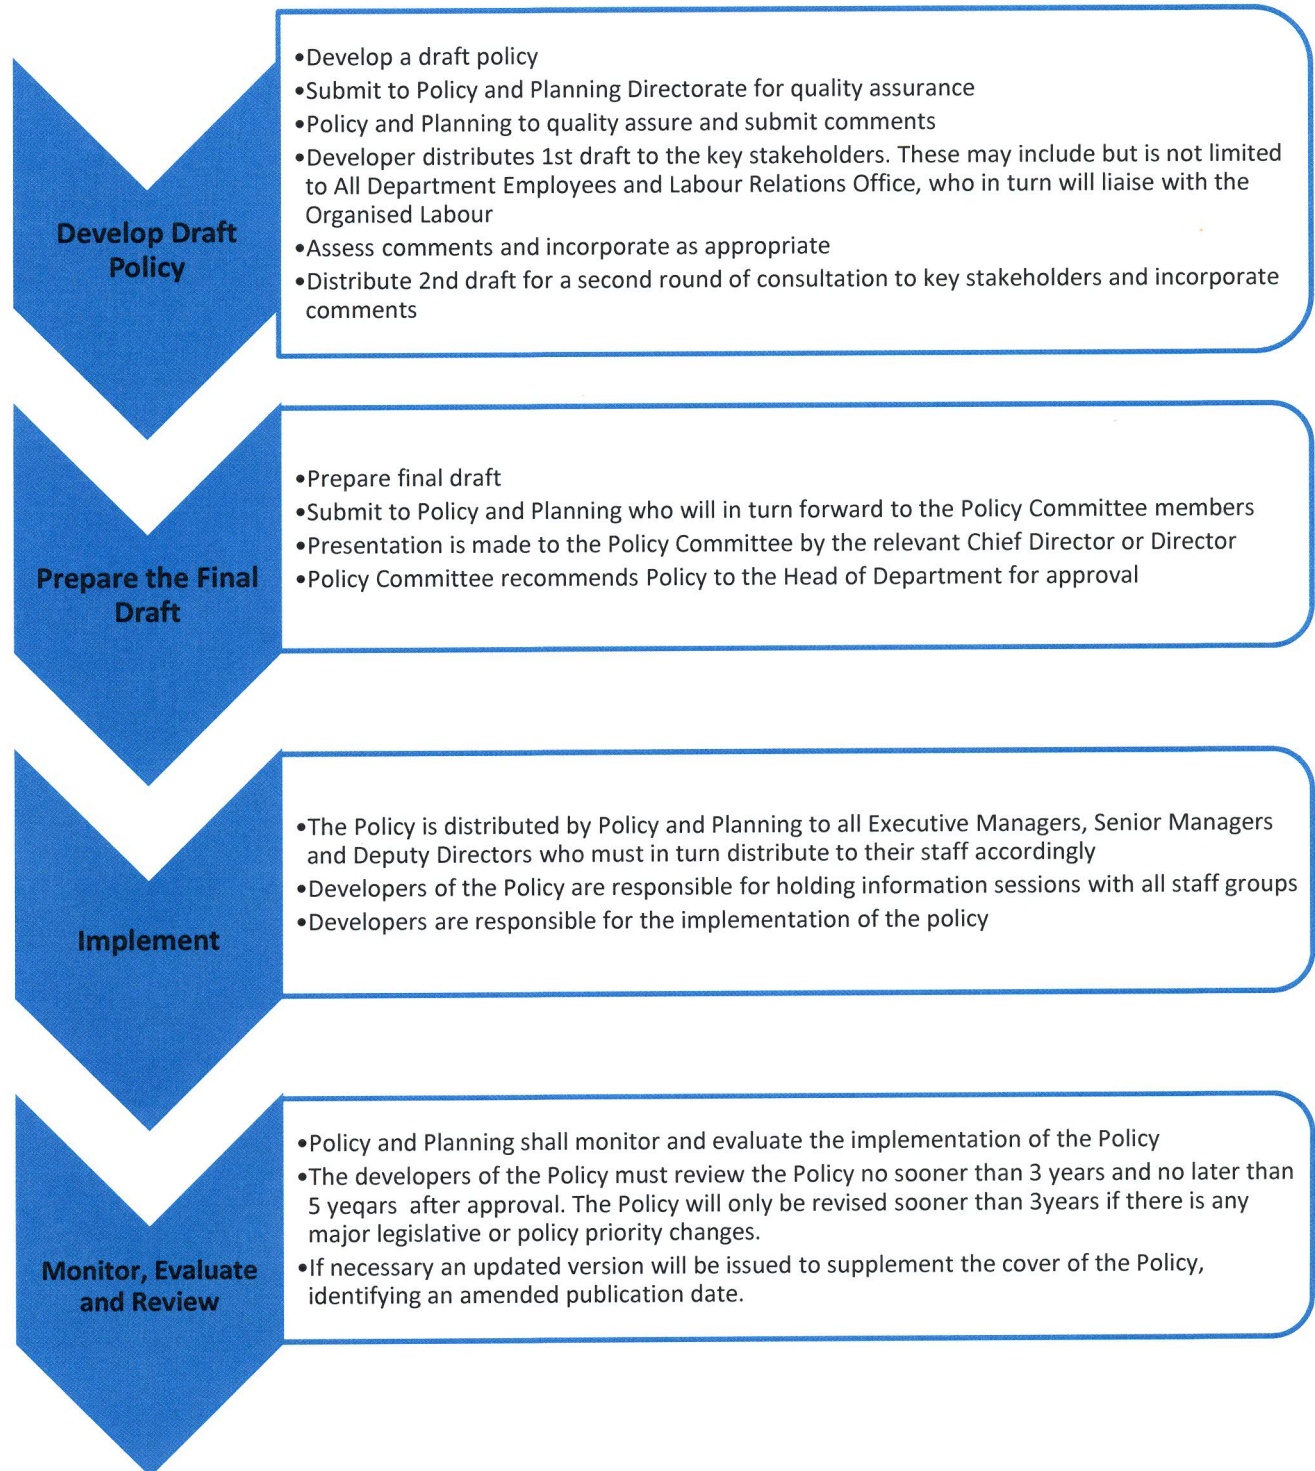 Develop Draft
Policy
•Develop a draft policy
•Submit to Policy and Planning Directorate for quality assurance
•Policy and Planning to quality assure and submit comments
•Developer distributes 1st draft to the key stakeholders. These may include but is not limited
to All Department Employees and Labour Relations Office, who in turn will liaise with the
Organised Labour
•Assess comments and incorporate as appropriate
•Distribute 2nd draft for a second round of consultation to key stakeholders and incorporate
comments
Prepare the Final
Draft
•Prepare final draft
•Submit to Policy and Planning who will in turn forward to the Policy Committee members
•Presentation is made to the Policy Committee by the relevant Chief Director or Director
•Policy Committee recommends Policy to the Head of Department for approval
Implement
•The Policy is distributed by Policy and Planning to all Executive Managers, Senior Managers
and Deputy Directors who must in turn distribute to their staff accordingly
•Developers of the Policy are responsible for holding information sessions with all staff groups
•Developers are responsible for the implementation of the policy
Monitor, Evaluate
and Review
•Policy and Planning shall monitor and evaluate the implementation of the Policy
•The developers of the Policy must review the Policy no sooner than 3 years and no later than
5 yeqars  after approval. The Policy will only be revised sooner than 3years if there is any
major legislative or policy priority changes.
•If necessary an updated version will be issued to supplement the cover of the Policy,
identifying an amended publication date.